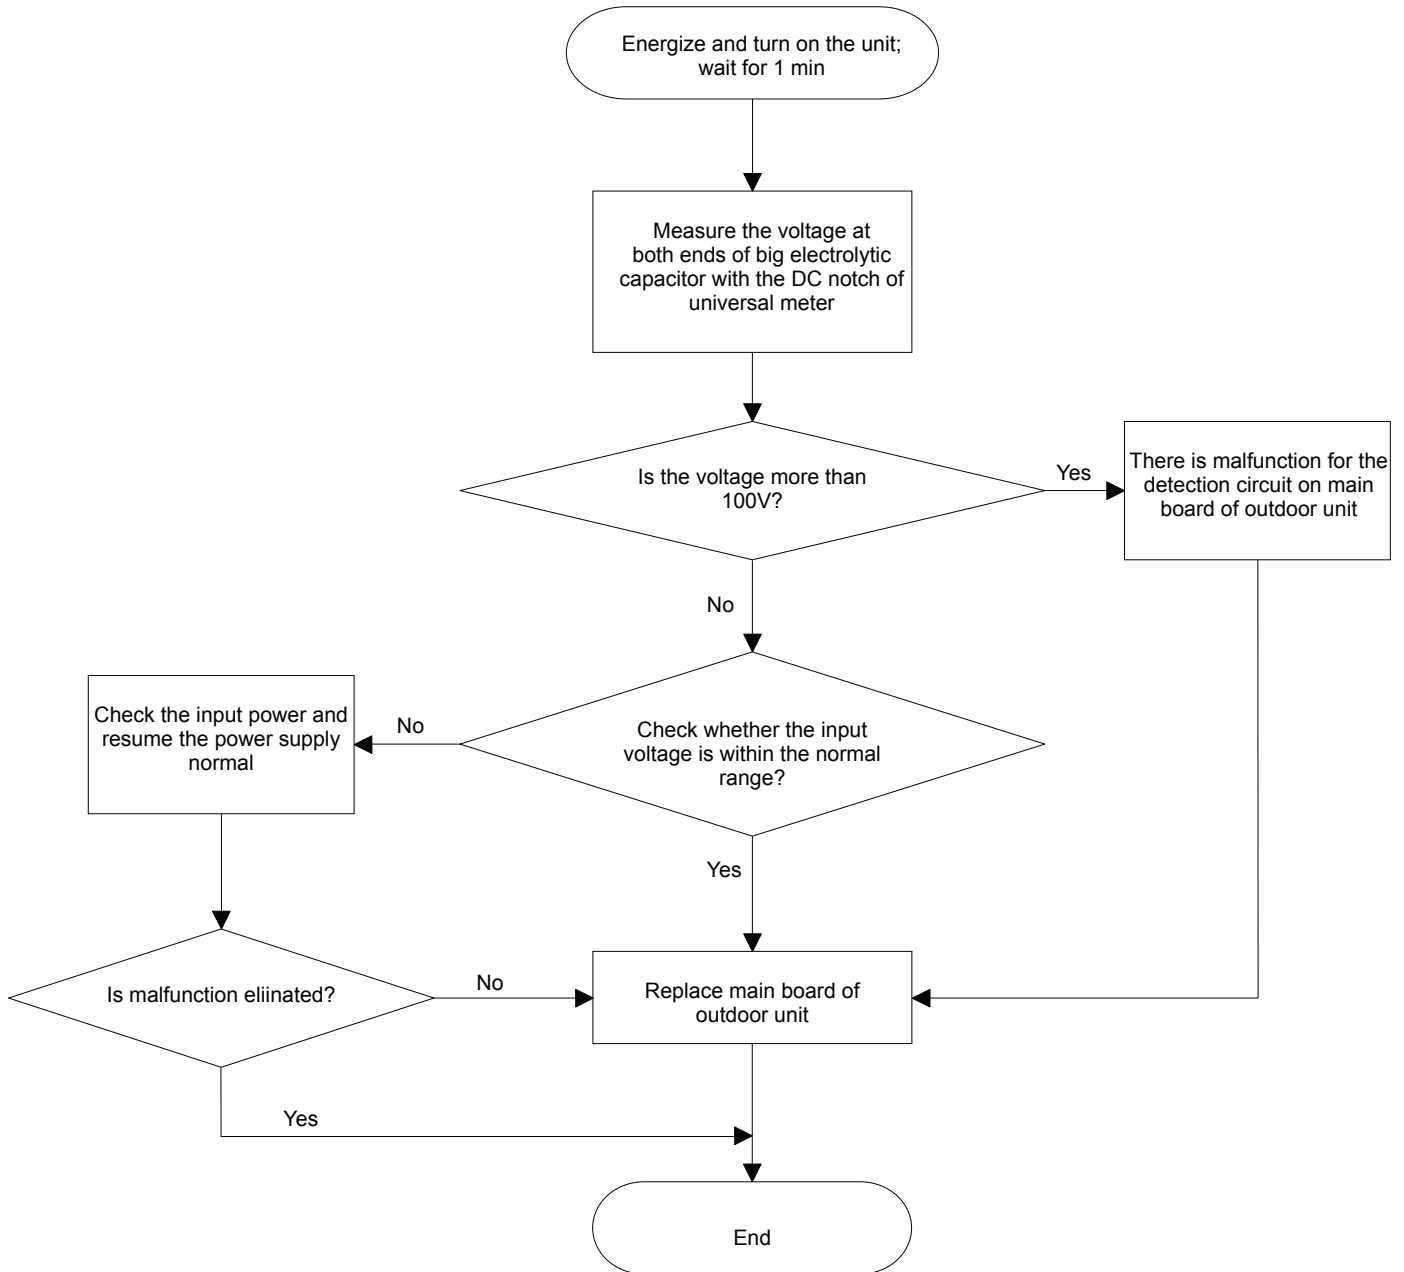 Energize and turn on the unit;
wait for 1 min
Measure the voltage at
both ends of big electrolytic
capacitor with the DC notch of
universal meter
Is the voltage more than
100V?
Yes
There is malfunction for the
detection circuit on main
board of outdoor unit
No
Check whether the input
voltage is within the normal
range?
No
Check the input power and
resume the power supply
normal
Yes
Is malfunction eliinated?
No
Replace main board of
outdoor unit
Yes
End